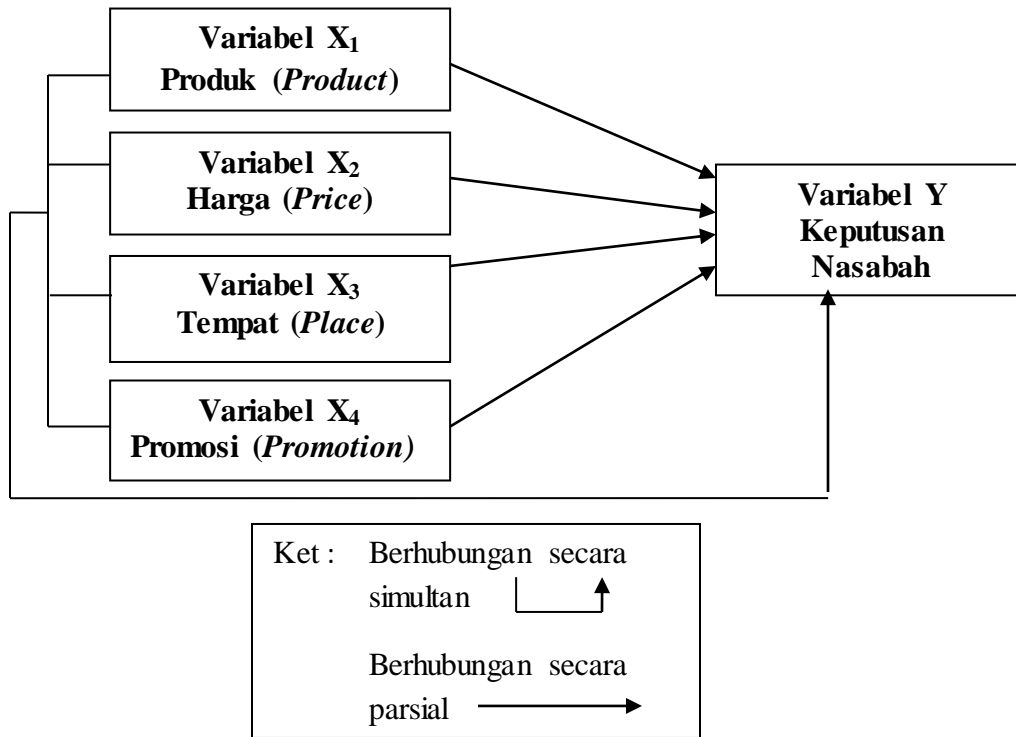 Variabel X₁
Produk (Product)
Variabel X₂
Harga (Price)
Variabel X₃
Tempat (Place)
Variabel X₄
Promosi (Promotion)
Variabel Y
Keputusan
Nasabah
Ket : Berhubungan secara
simultan
Berhubungan secara
parsial